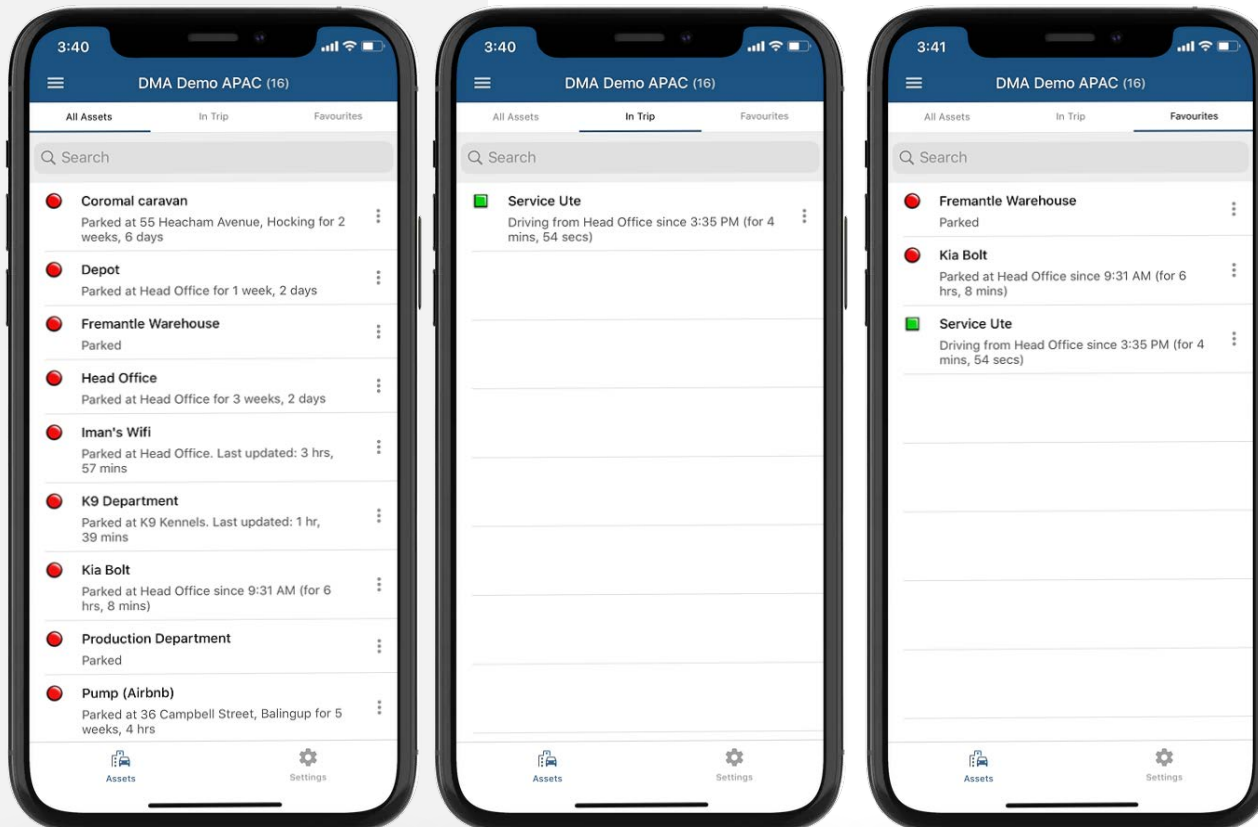 3:40
DMA Demo APAC (16)
All Assets
In Trip
Favourites
Search
Coromal caravan
Parked at 55 Heacham Avenue, Hocking for 2
weeks, 6 days
Depot
Parked at Head Office for 1 week, 2 days
Fremantle Warehouse
Parked
Head Office
Parked at Head Office for 3 weeks, 2 days
Iman's Wifi
Parked at Head Office. Last updated: 3 hrs,
57 mins
K9 Department
Parked at K9 Kennels. Last updated: 1 hr,
39 mins
Kia Bolt
Parked at Head Office since 9:31 AM (for 6
hrs, 8 mins)
Production Department
Parked
Pump (Airbnb)
Parked at 36 Campbell Street, Balingup for 5
weeks, 4 hrs
Assets
Settings
3:40
DMA Demo APAC (16)
All Assets
In Trip
Favourites
Search
Service Ute
Driving from Head Office since 3:35 PM (for 4
mins, 54 secs)
Assets
Settings
3:41
DMA Demo APAC (16)
All Assets
In Trip
Favourites
Search
Fremantle Warehouse
Parked
Kia Bolt
Parked at Head Office since 9:31 AM (for 6
hrs, 8 mins)
Service Ute
Driving from Head Office since 3:35 PM (for 4
mins, 54 secs)
Assets
Settings